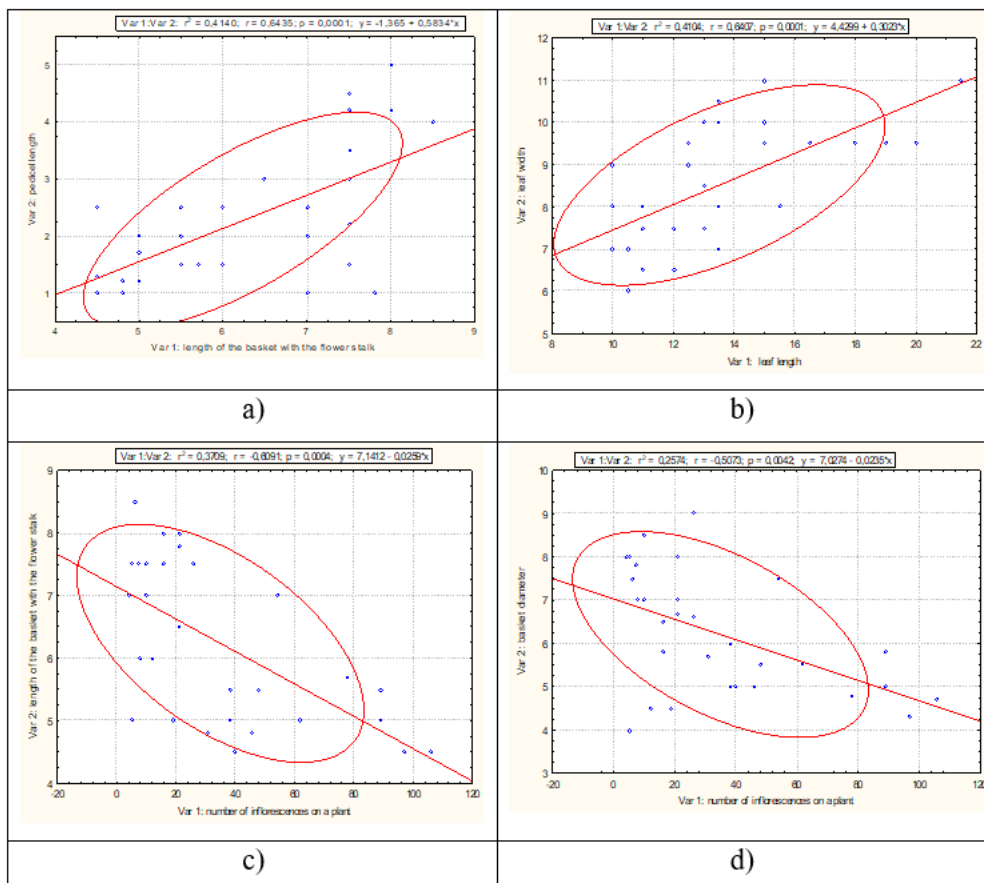 Var 1:Var 2: r² = 0,4140; r = 0,6435; p = 0,0001; y = -1,365 + 0,5834*x
5
4
3
2
1
Var 2: pedicel length
4 5 6 7 8 9
Var 1: length of the basket with the flower stalk
Var 1:Var 2: r² = 0,4104; r = 0,6407; p = 0,0001; y = 4,4299 + 0,3023*x
12
11
10
9
8
7
6
5
Var 2: leaf width
8 10 12 14 16 18 20 22
Var 1: leaf length
a)
b)
Var 1:Var 2: r² = 0,3709; r = -0,6091; p = 0,0004; y = 7,1412 - 0,0259*x
9
8
7
6
5
4
Var 2: length of the basket with the flower stalk
-20 0 20 40 60 80 100 120
Var 1: number of inflorescences on a plant
Var 1:Var 2: r² = 0,2574; r = -0,5073; p = 0,0042; y = 7,0274 - 0,0235*x
10
9
8
7
6
5
4
3
Var 2: basket diameter
-20 0 20 40 60 80 100 120
Var 1: number of inflorescences on a plant
c)
d)